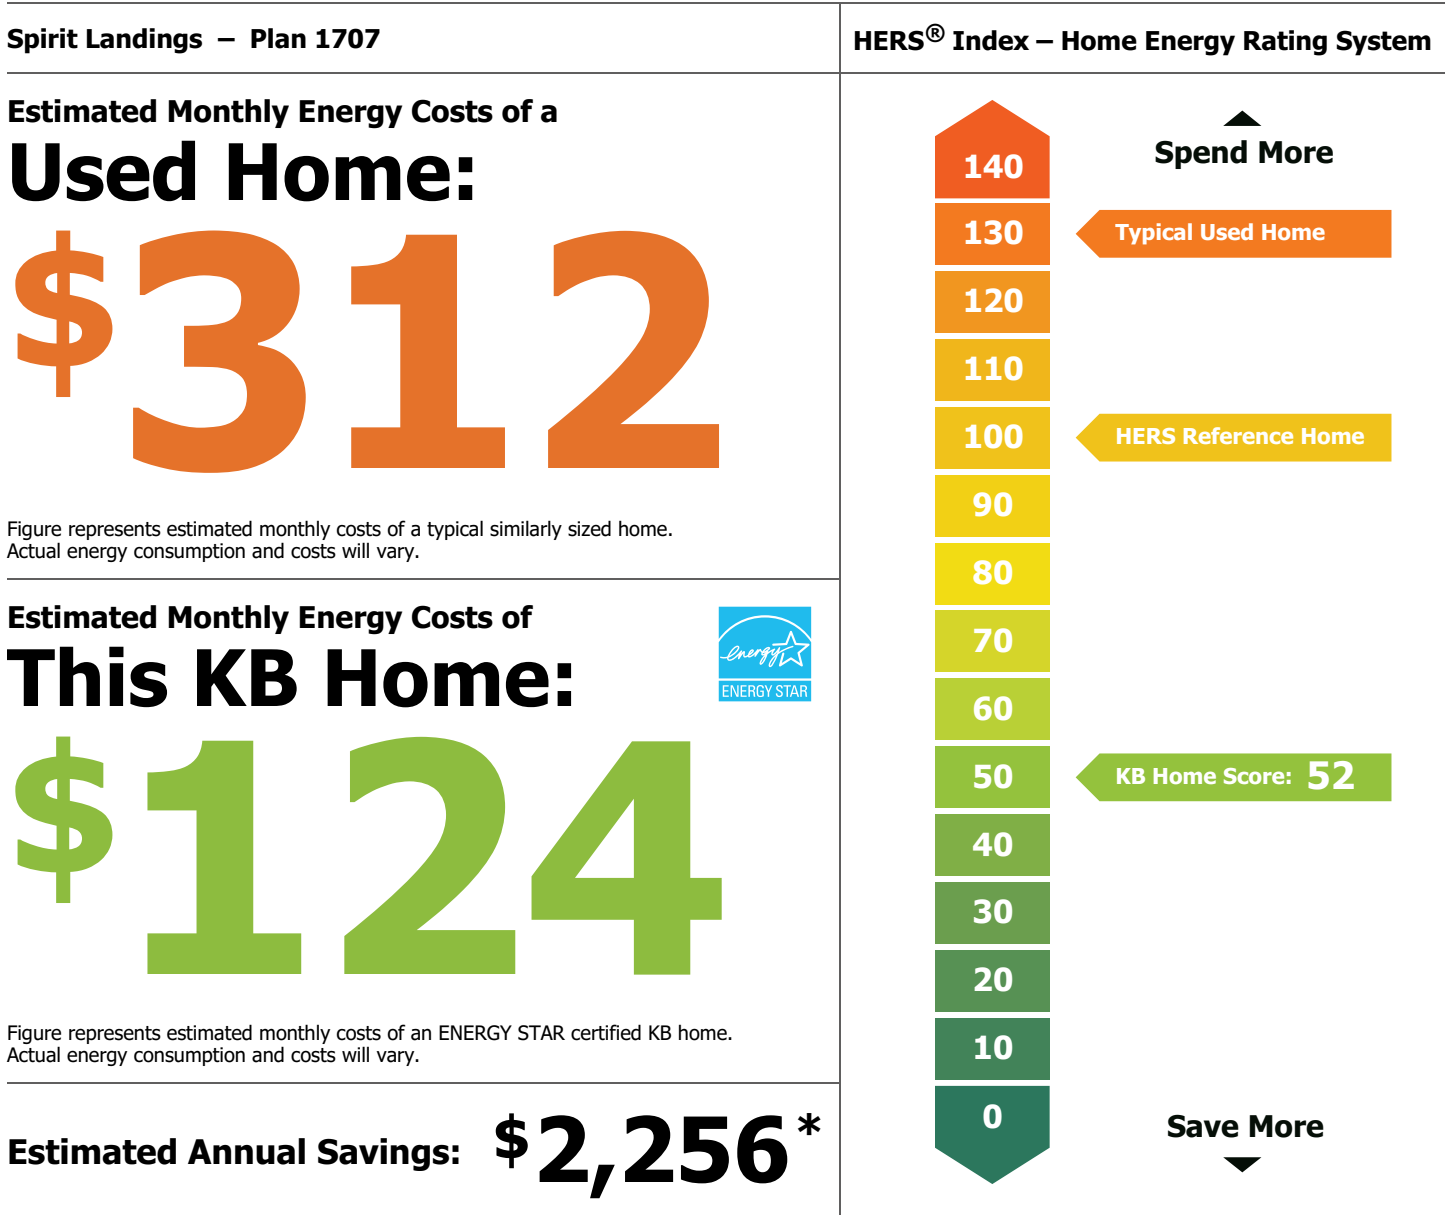 Spirit Landings – Plan 1707
Estimated Monthly Energy Costs of a
Used Home:
$312
Figure represents estimated monthly costs of a typical similarly sized home.
Actual energy consumption and costs will vary.
Estimated Monthly Energy Costs of
This KB Home:
energy
ENERGY STAR
$124
Figure represents estimated monthly costs of an ENERGY STAR certified KB home.
Actual energy consumption and costs will vary.
Estimated Annual Savings: $2,256*
HERS® Index – Home Energy Rating System
Spend More
140
130 Typical Used Home
120
110
100 HERS Reference Home
90
80
70
60
50 KB Home Score: 52
40
30
20
10
0
Save More